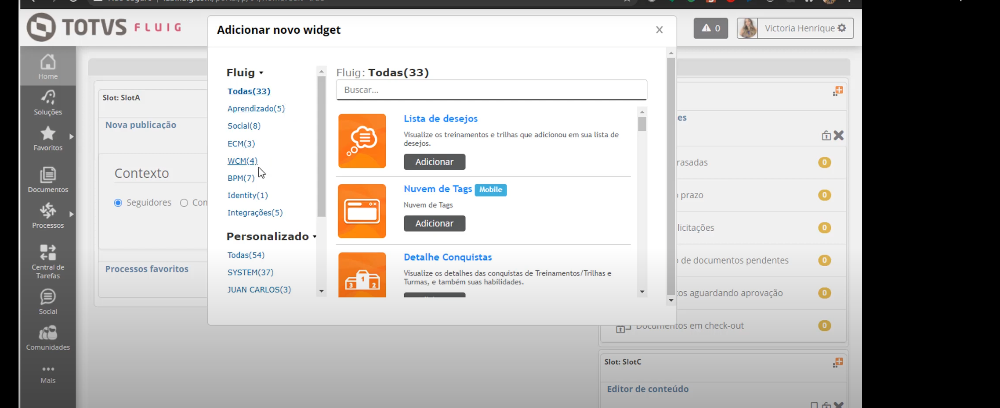 TOTVS FLUIG
Adicionar novo widget
X
0
Victoria Henrique
Home
Soluções
Favoritos
Documentos
Processos
Central de
Tarefas
Social
Comunidades
Mais
Slot: SlotA
Nova publicação
Contexto
Seguidores
Con
Processos favoritos
Fluig
Todas(33)
Aprendizado(5)
Social(8)
ECM(3)
WCM(4)
BPM(7)
Identity(1)
Integrações(5)
Personalizado
Todas(54)
SYSTEM(37)
JUAN CARLOS(3)
Fluig: Todas(33)
Buscar...
Lista de desejos
Visualize os treinamentos e trilhas que adicionou em sua lista de
desejos.
Adicionar
Nuvem de Tags Mobile
Nuvem de Tags
Adicionar
Detalhe Conquistas
Visualize os detalhes das conquistas de Treinamentos/Trilhas e
Turmas, e também suas habilidades.
es
rasadas 0
prazo 0
licitações 0
de documentos pendentes 0
os aguardando aprovação 0
Documentos em check-out 0
Slot: SlotC
Editor de conteúdo